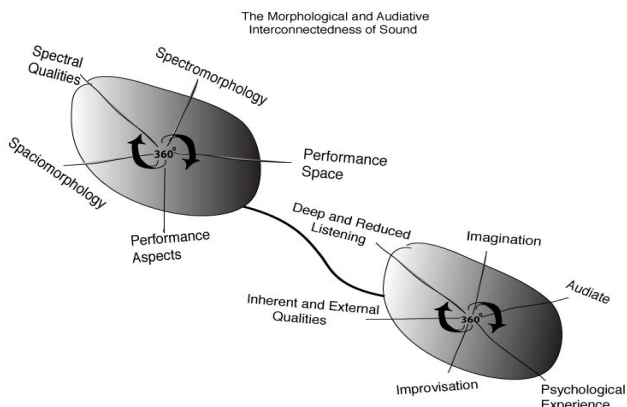 The Morphological and Audiative
Interconnectedness of Sound
Spectral
Qualities
Spectromorphology
Spaciomorphology
360°
Performance
Space
Performance
Aspects
Deep and Reduced
Listening
Imagination
Inherent and External
Qualities
360°
Audiate
Improvisation
Psychological
Experience